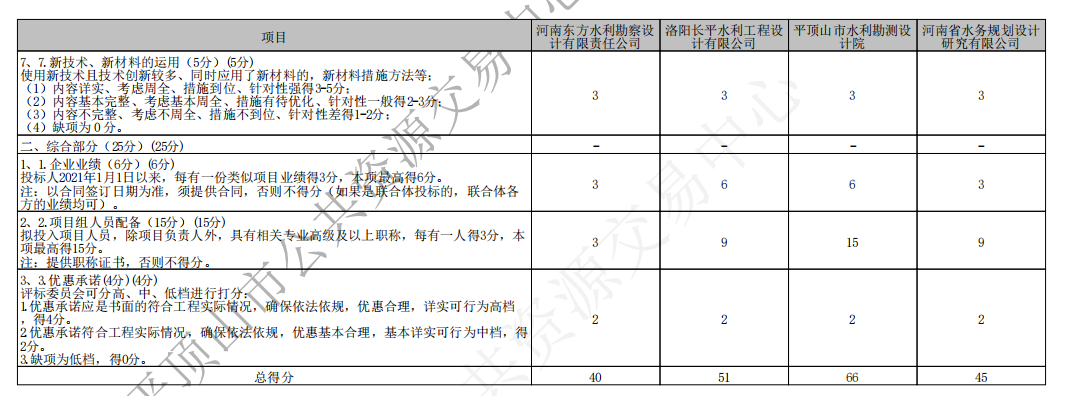 项目
河南东方水利勘察设
计有限责任公司
洛阳长平水利工程设
计有限公司
平顶山市水利勘测设
计院
河南省水务规划设计
研究有限公司
7、7.新技术、新材料的运用（5分）(5分)
使用新技术且技术创新较多、同时应用了新材料的，新材料措施方法等；
（1）内容详实、考虑周全、措施到位、针对性强得3-5分；
（2）内容基本完整、考虑基本周全、措施有待优化、针对性一般得2-3分；
（3）内容不完整、考虑不周全、措施不到位、针对性差得1-2分；
（4）缺项为０分。
3
3
3
3
二、综合部分（25分）(25分)
-
-
-
-
1、1.企业业绩（6分）(6分)
投标人2021年1月1日以来，每有一份类似项目业绩得3分，本项最高得6分。
注：以合同签订日期为准，须提供合同，否则不得分（如果是联合体投标的，联合体各
方的业绩均可）。
3
6
6
3
2、2.项目组人员配备（15分）(15分)
拟投入项目人员，除项目负责人外，具有相关专业高级及以上职称，每有一人得3分，本
项最高得15分。
注：提供职称证书，否则不得分。
3
9
15
9
3、3.优惠承诺(4分)(4分)
评标委员会可分高、中、低档进行打分：
1.优惠承诺应是书面的符合工程实际情况，确保依法依规，优惠合理，详实可行为高档
，得4分。
2.优惠承诺符合工程实际情况，确保依法依规，优惠基本合理，基本详实可行为中档，得
2分。
3.缺项为低档，得0分。
2
2
2
2
总得分
40
51
66
45
平顶山市公共资源交易中心
共资源交易中心